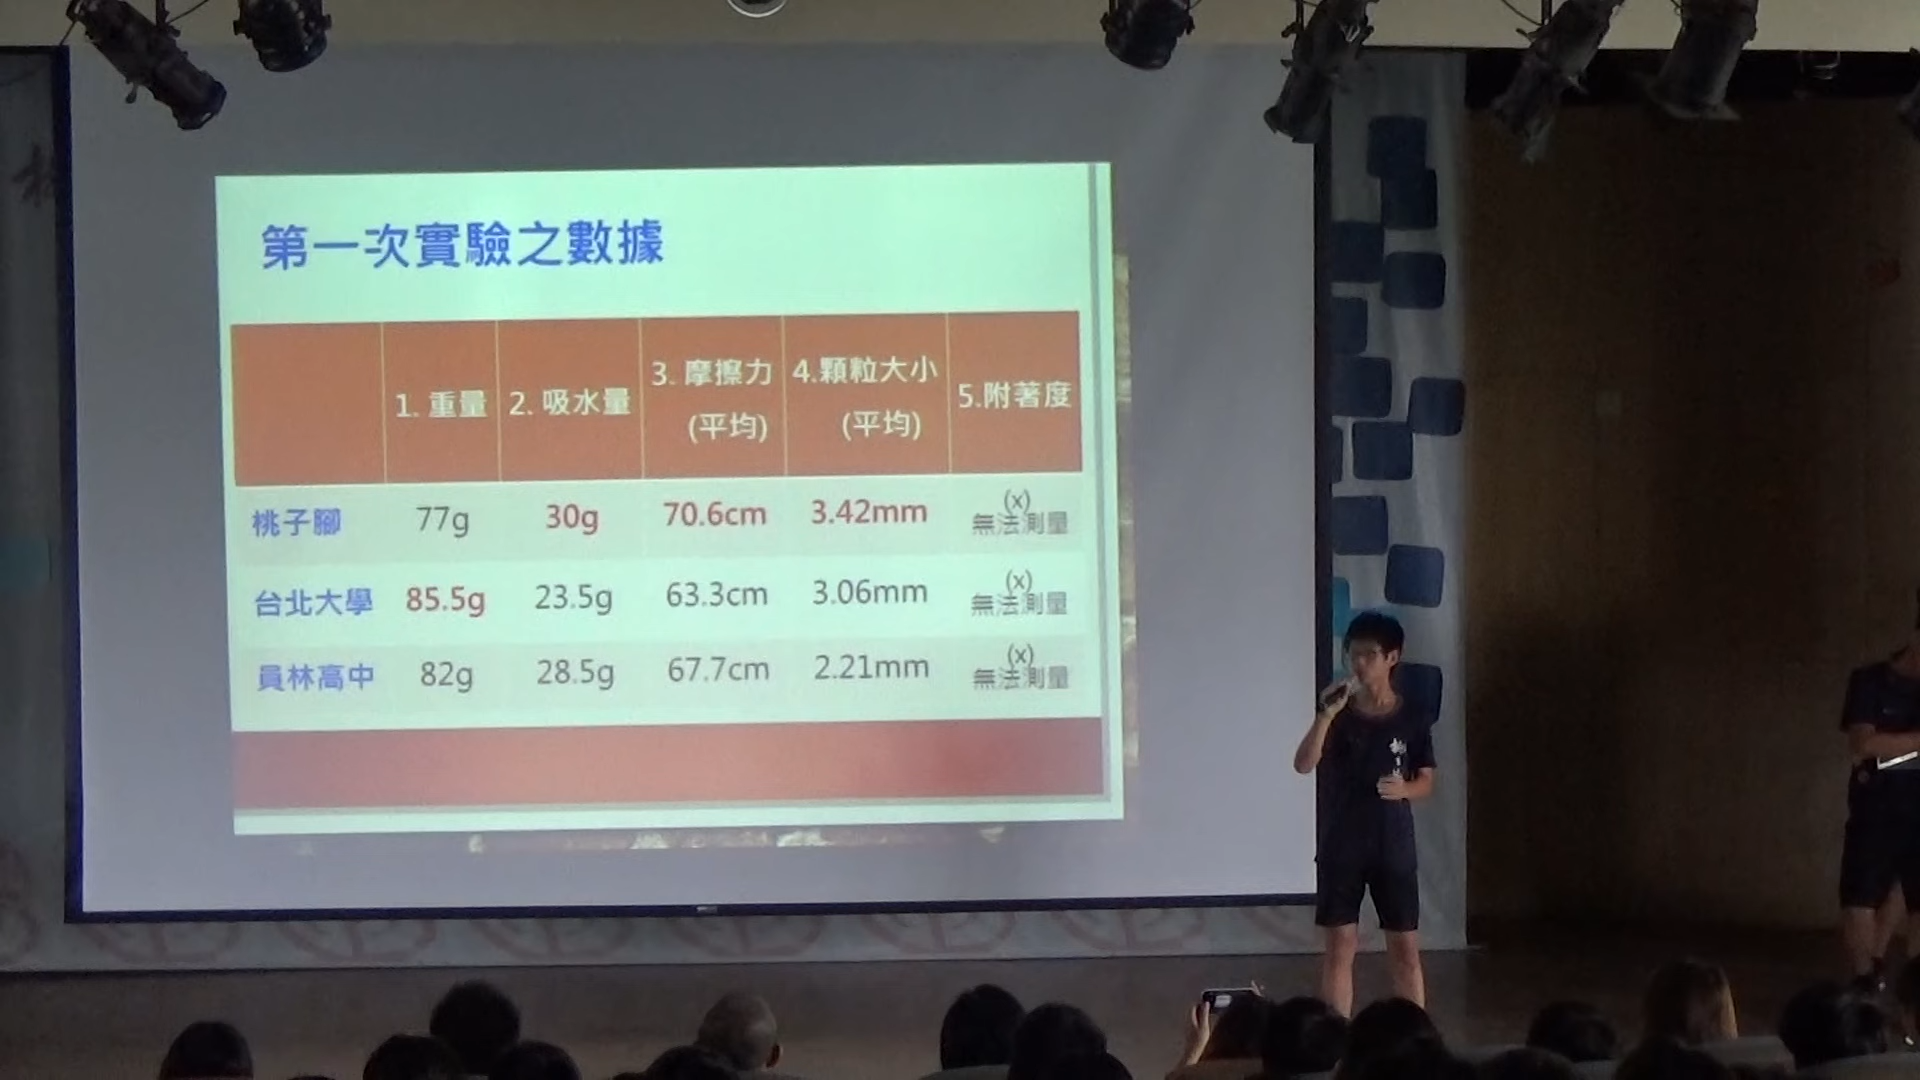 第一次實驗之數據
1. 重量 2. 吸水量 3. 摩擦力 (平均) 4.顆粒大小 (平均) 5.附著度
桃子腳 77g 30g 70.6cm 3.42mm (x) 無法測量
台北大學 85.5g 23.5g 63.3cm 3.06mm (x) 無法測量
員林高中 82g 28.5g 67.7cm 2.21mm (x) 無法測量